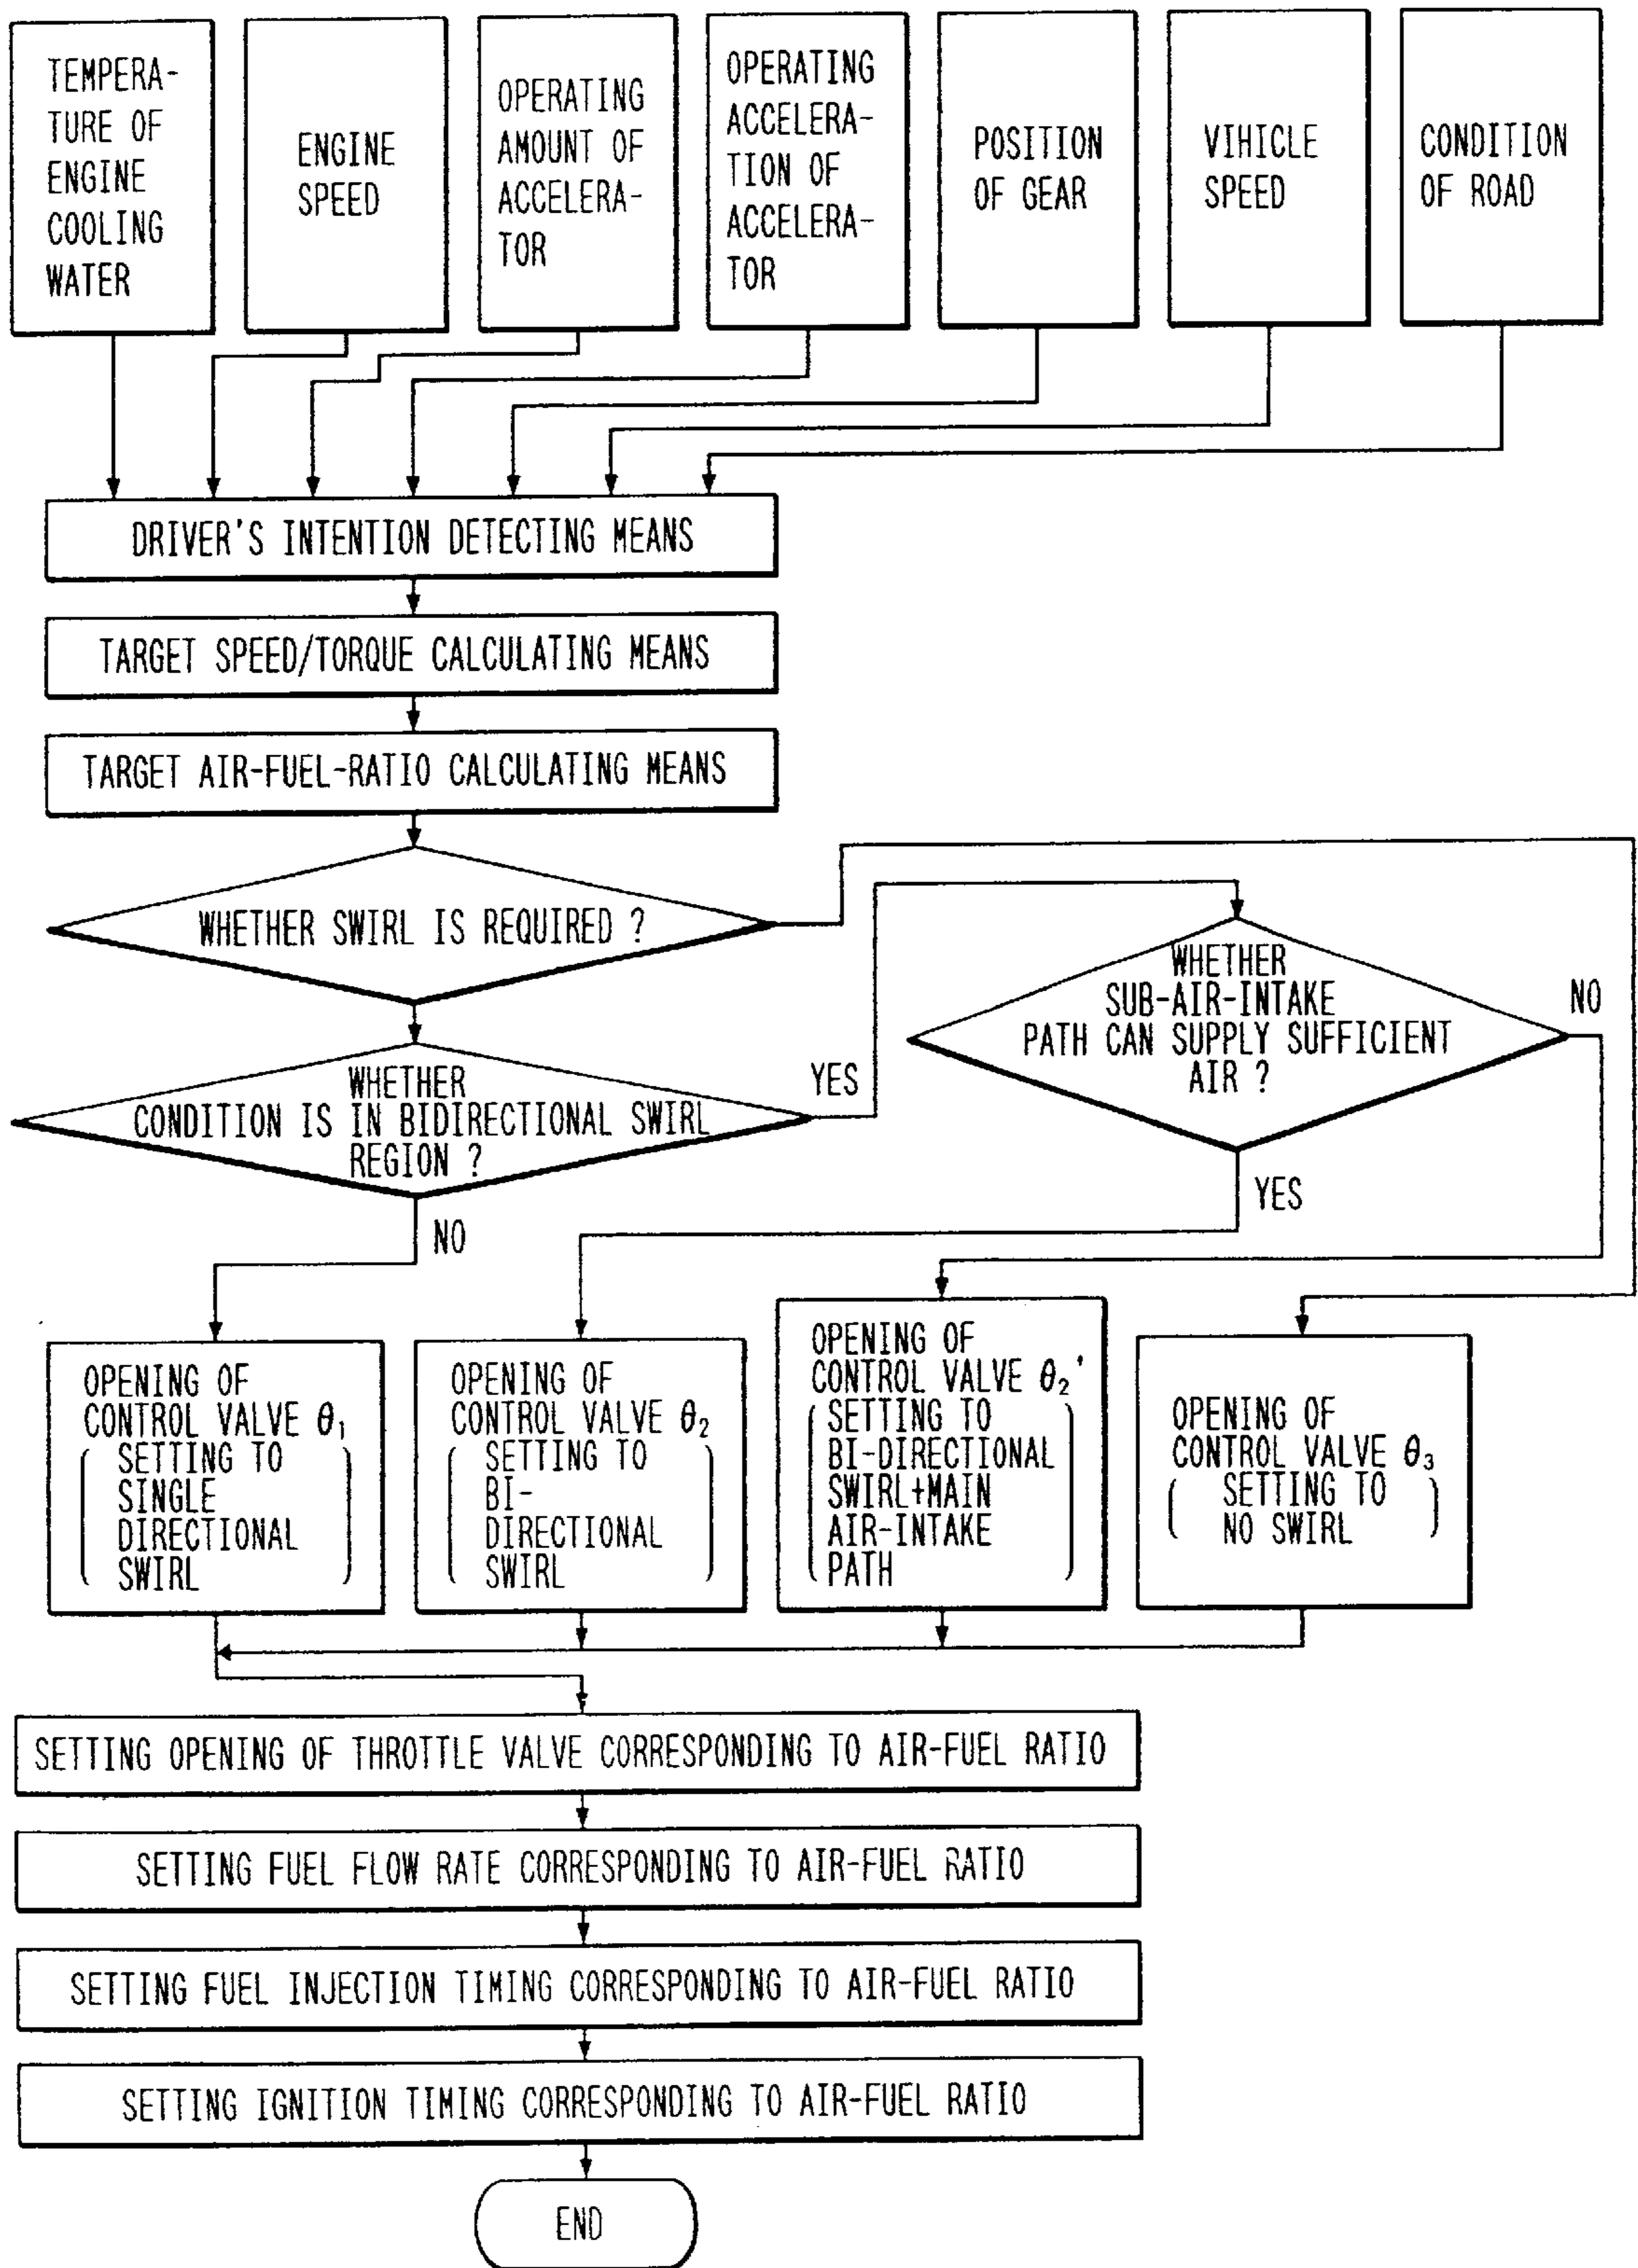 TEMPERA-
TURE OF
ENGINE
COOLING
WATER
ENGINE
SPEED
OPERATING
AMOUNT OF
ACCELERA-
TOR
OPERATING
ACCELERA-
TION OF
ACCELERA-
TOR
POSITION
OF GEAR
VIHICLE
SPEED
CONDITION
OF ROAD
DRIVER'S INTENTION DETECTING MEANS
TARGET SPEED/TORQUE CALCULATING MEANS
TARGET AIR-FUEL-RATIO CALCULATING MEANS
WHETHER SWIRL IS REQUIRED ?
WHETHER
SUB-AIR-INTAKE
PATH CAN SUPPLY SUFFICIENT
AIR ?
NO
YES
WHETHER
CONDITION IS IN BIDIRECTIONAL SWIRL
REGION ?
YES
NO
OPENING OF
CONTROL VALVE θ1
( SETTING TO
SINGLE
DIRECTIONAL
SWIRL )
OPENING OF
CONTROL VALVE θ2
( SETTING TO
BI-
DIRECTIONAL
SWIRL )
OPENING OF
CONTROL VALVE θ2'
( SETTING TO
BI-DIRECTIONAL
SWIRL+MAIN
AIR-INTAKE
PATH )
OPENING OF
CONTROL VALVE θ3
( SETTING TO
NO SWIRL )
SETTING OPENING OF THROTTLE VALVE CORRESPONDING TO AIR-FUEL RATIO
SETTING FUEL FLOW RATE CORRESPONDING TO AIR-FUEL RATIO
SETTING FUEL INJECTION TIMING CORRESPONDING TO AIR-FUEL RATIO
SETTING IGNITION TIMING CORRESPONDING TO AIR-FUEL RATIO
END